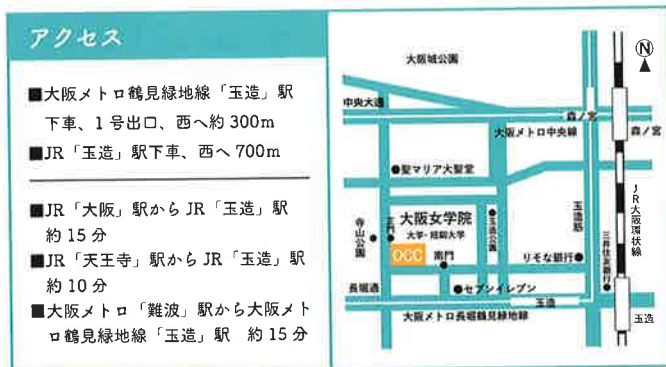 アクセス
■大阪メトロ鶴見緑地線「玉造」駅
下車、1号出口、西へ約300m
■JR「玉造」駅下車、西へ700m
■JR「大阪」駅からJR「玉造」駅
約15分
■JR「天王寺」駅からJR「玉造」駅
約10分
■大阪メトロ「難波」駅から大阪メト
ロ鶴見緑地線「玉造」駅 約15分
N
大阪城公園
中央大通
森ノ宮
大阪メトロ中央線
森ノ宮
●聖マリア大聖堂
JR大阪環状線
玉造筋
寺山公園
正門
大阪女学院
大学・短期大学
玉造公園
OCC
南門
りそな銀行●
三井住友銀行
長堀通
●セブンイレブン
玉造
玉造
大阪メトロ長堀鶴見緑地線